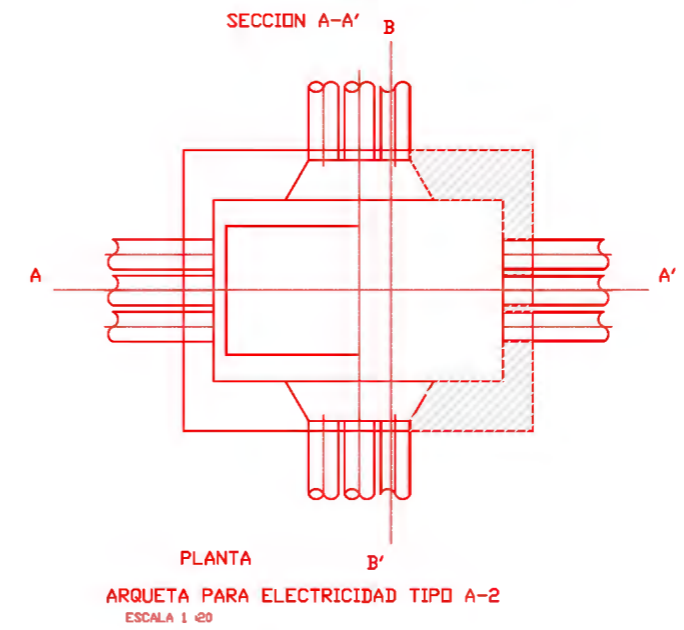 SECCION A-A'
B
A
A'
PLANTA
B'
ARQUETA PARA ELECTRICIDAD TIPO A-2
ESCALA 1:20